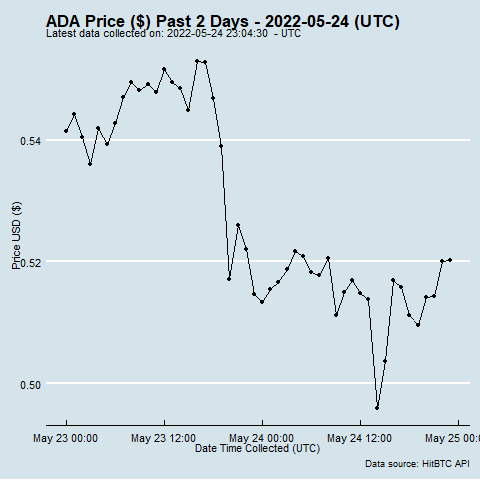 ADA Price ($) Past 2 Days - 2022-05-24 (UTC)
Latest data collected on: 2022-05-24 23:04:30 - UTC
0.54
0.52
0.50
Price USD ($)
May 23 00:00
May 23 12:00
May 24 00:00
May 24 12:00
May 25 00:0
Date Time Collected (UTC)
Data source: HitBTC API